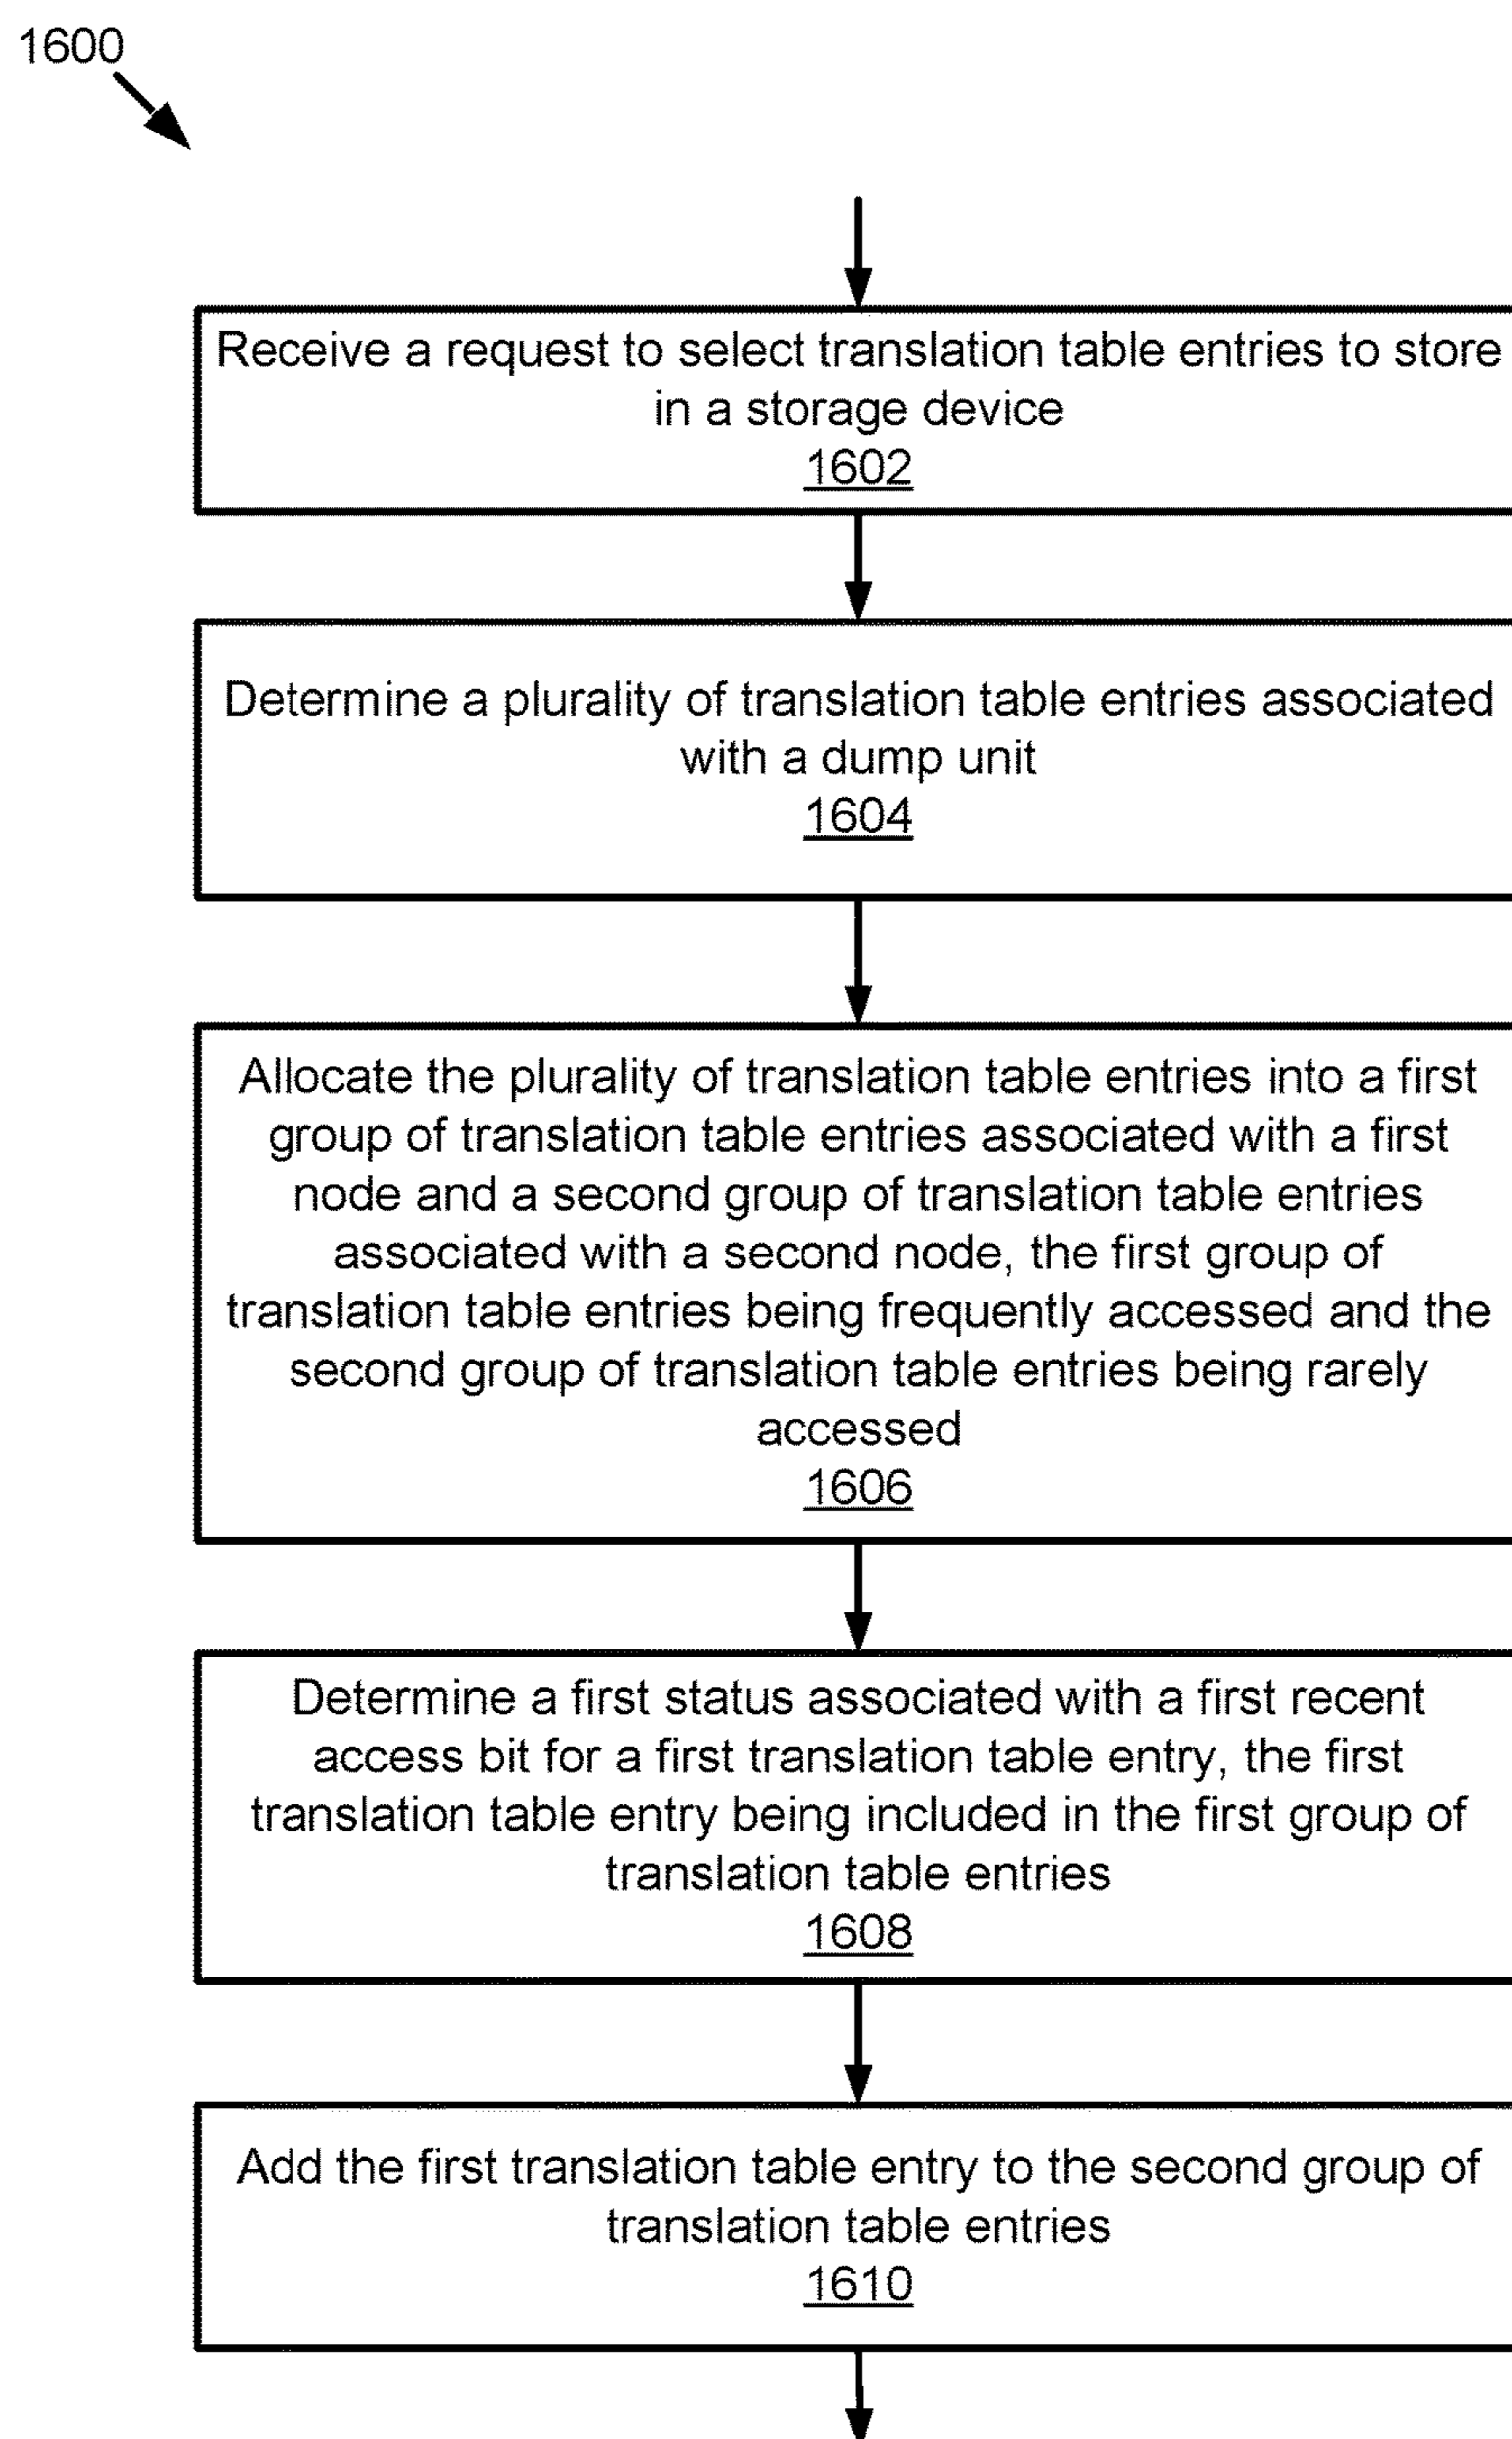 1600
Receive a request to select translation table entries to store
in a storage device
1602
Determine a plurality of translation table entries associated
with a dump unit
1604
Allocate the plurality of translation table entries into a first
group of translation table entries associated with a first
node and a second group of translation table entries
associated with a second node, the first group of
translation table entries being frequently accessed and the
second group of translation table entries being rarely
accessed
1606
Determine a first status associated with a first recent
access bit for a first translation table entry, the first
translation table entry being included in the first group of
translation table entries
1608
Add the first translation table entry to the second group of
translation table entries
1610